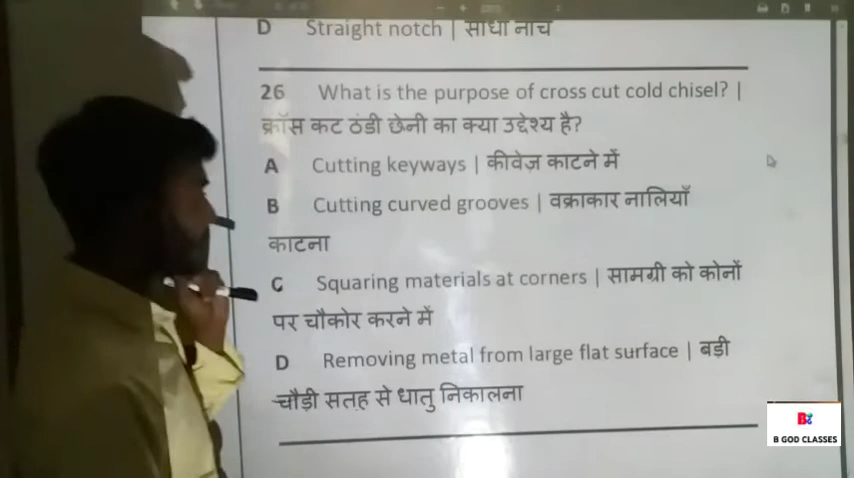 D Straight notch | साधा नाच
26 What is the purpose of cross cut cold chisel? |
क्रॉस कट ठंडी छेनी का क्या उद्देश्य है?
A Cutting keyways | कीवेज़ काटने में
B Cutting curved grooves | वक्राकार नालियाँ
काटना
C Squaring materials at corners | सामग्री को कोनों
पर चौकोर करने में
D Removing metal from large flat surface | बड़ी
चौड़ी सतह से धातु निकालना
B GOD CLASSES